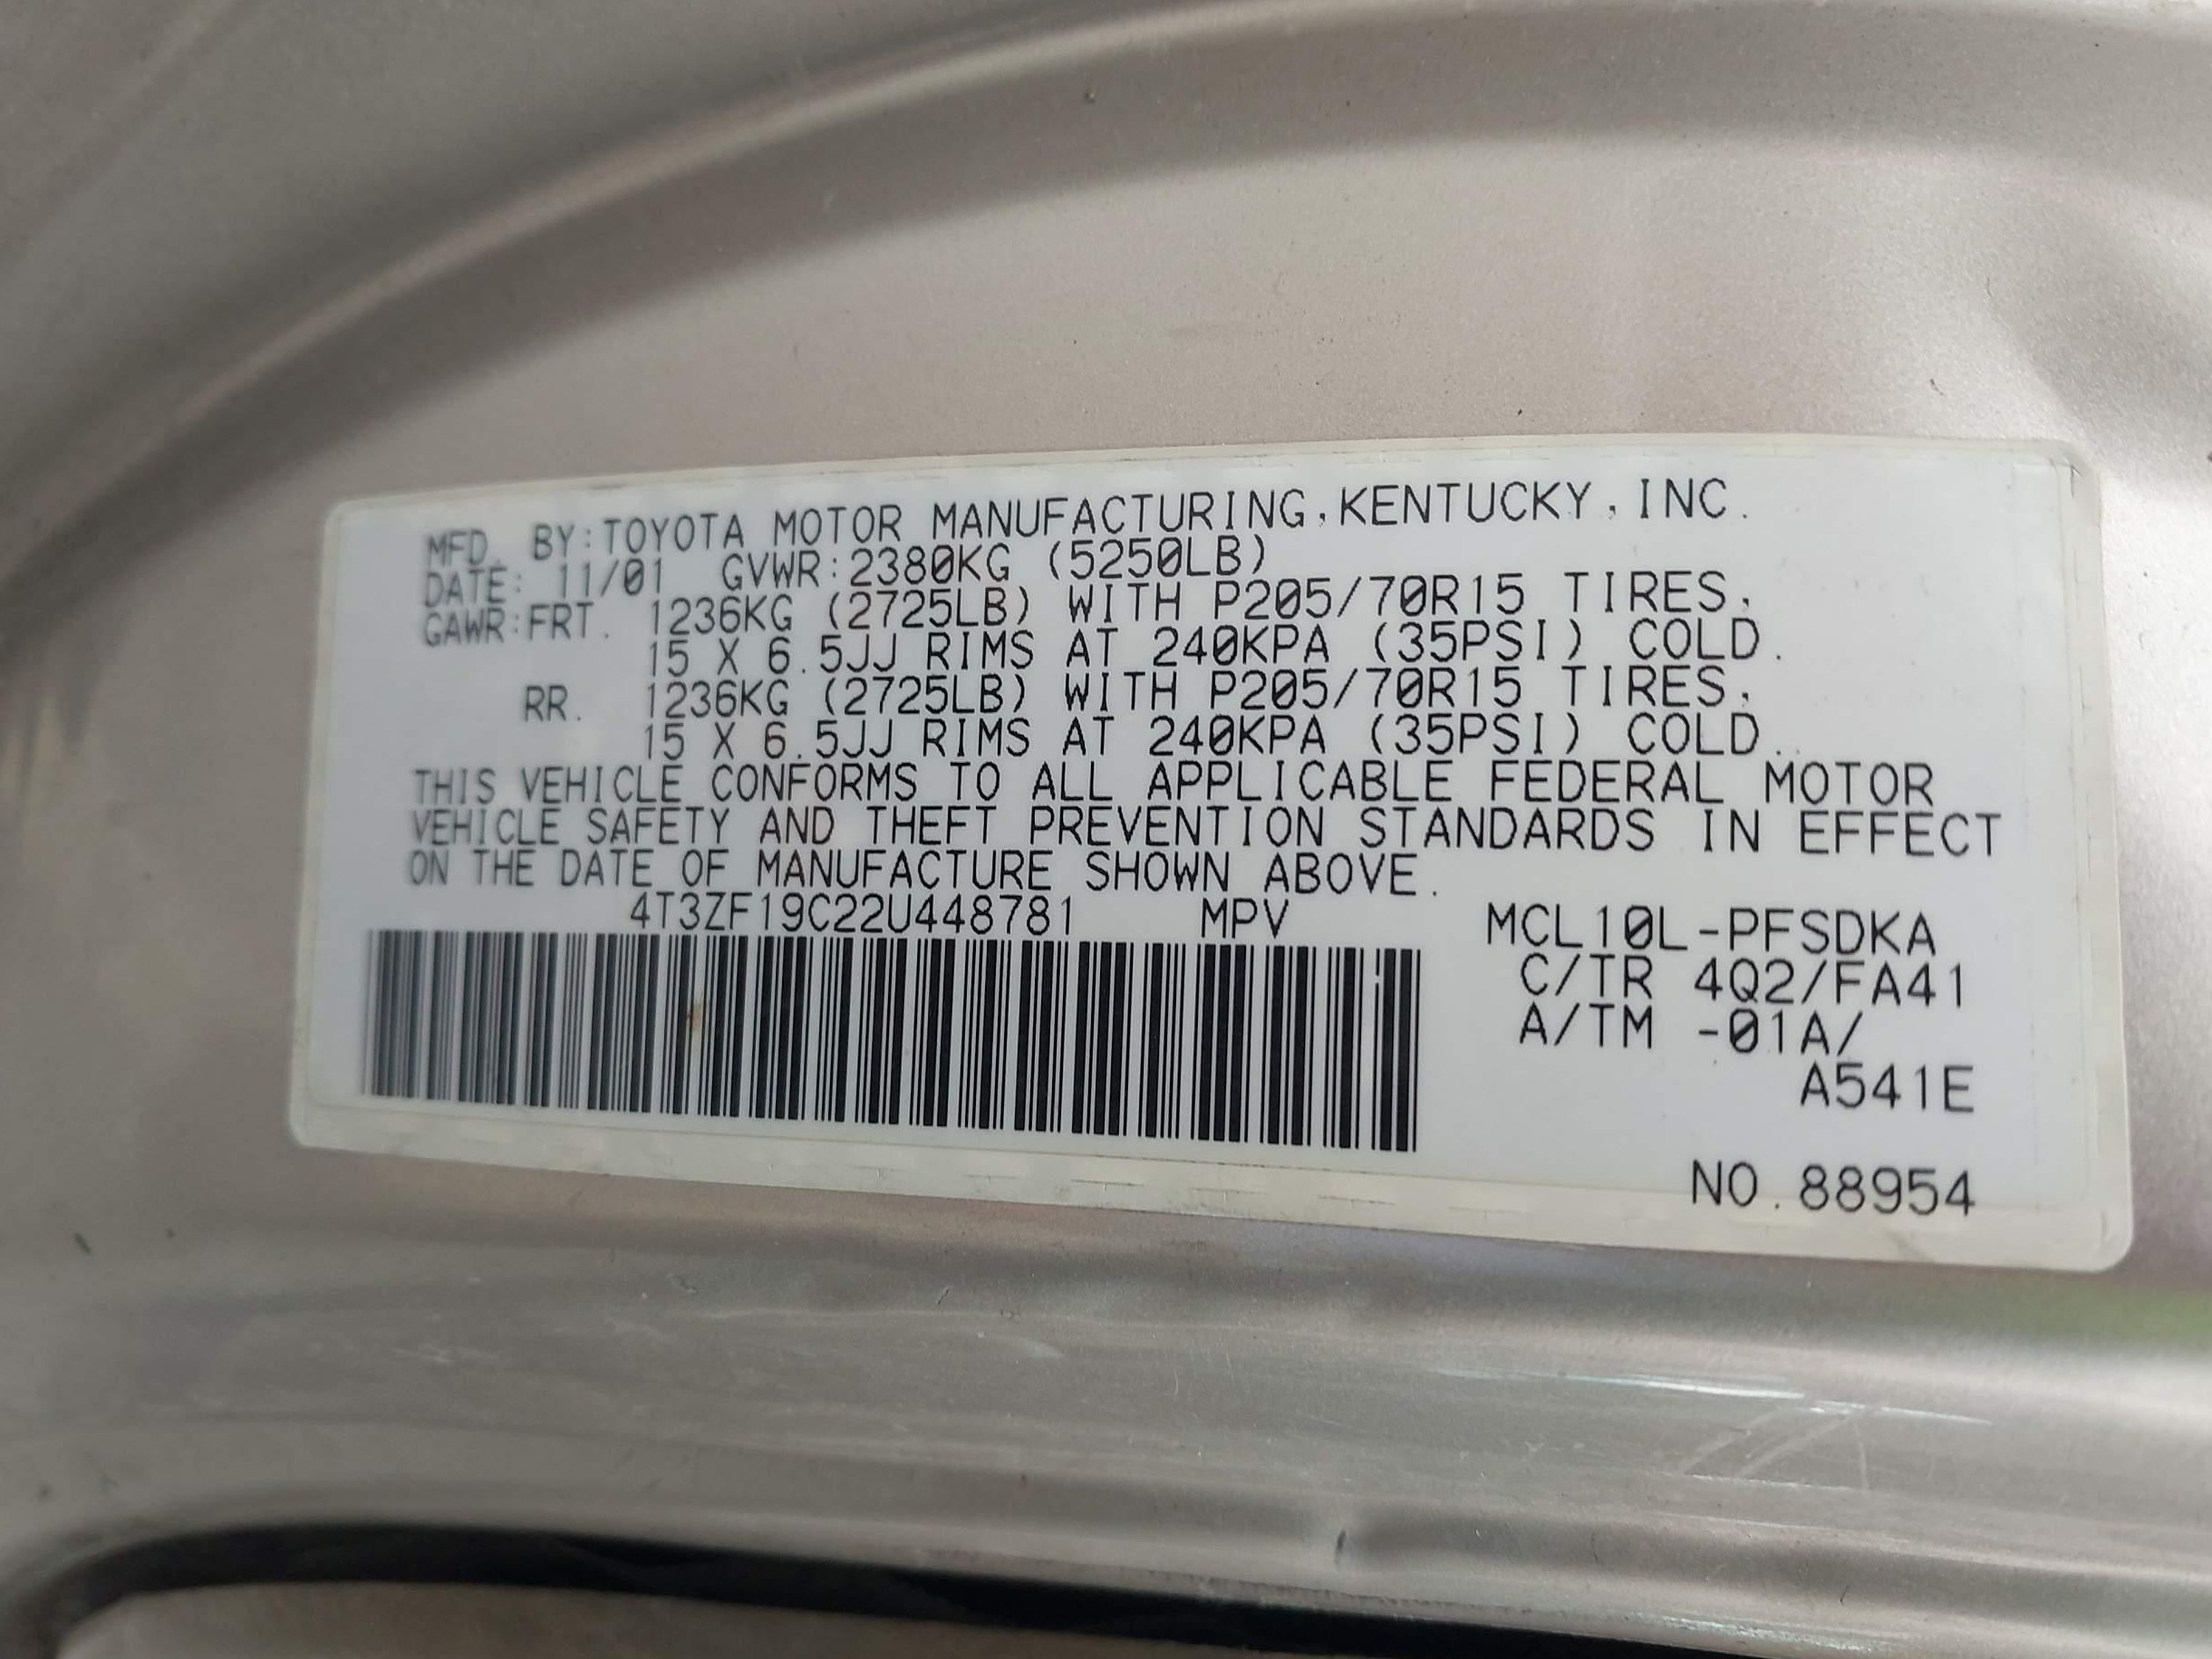 MFD. BY:TOYOTA MOTOR MANUFACTURING,KENTUCKY,INC.
DATE: 11/01 GVWR:2380KG (5250LB)
GAWR:FRT. 1236KG (2725LB) WITH P205/70R15 TIRES,
15 X 6.5JJ RIMS AT 240KPA (35PSI) COLD.
RR. 1236KG (2725LB) WITH P205/70R15 TIRES,
15 X 6.5JJ RIMS AT 240KPA (35PSI) COLD.
THIS VEHICLE CONFORMS TO ALL APPLICABLE FEDERAL MOTOR
VEHICLE SAFETY AND THEFT PREVENTION STANDARDS IN EFFECT
ON THE DATE OF MANUFACTURE SHOWN ABOVE.
4T3ZF19C22U448781 MPV MCL10L-PFSDKA
C/TR 4Q2/FA41
A/TM -01A/
A541E
NO.88954